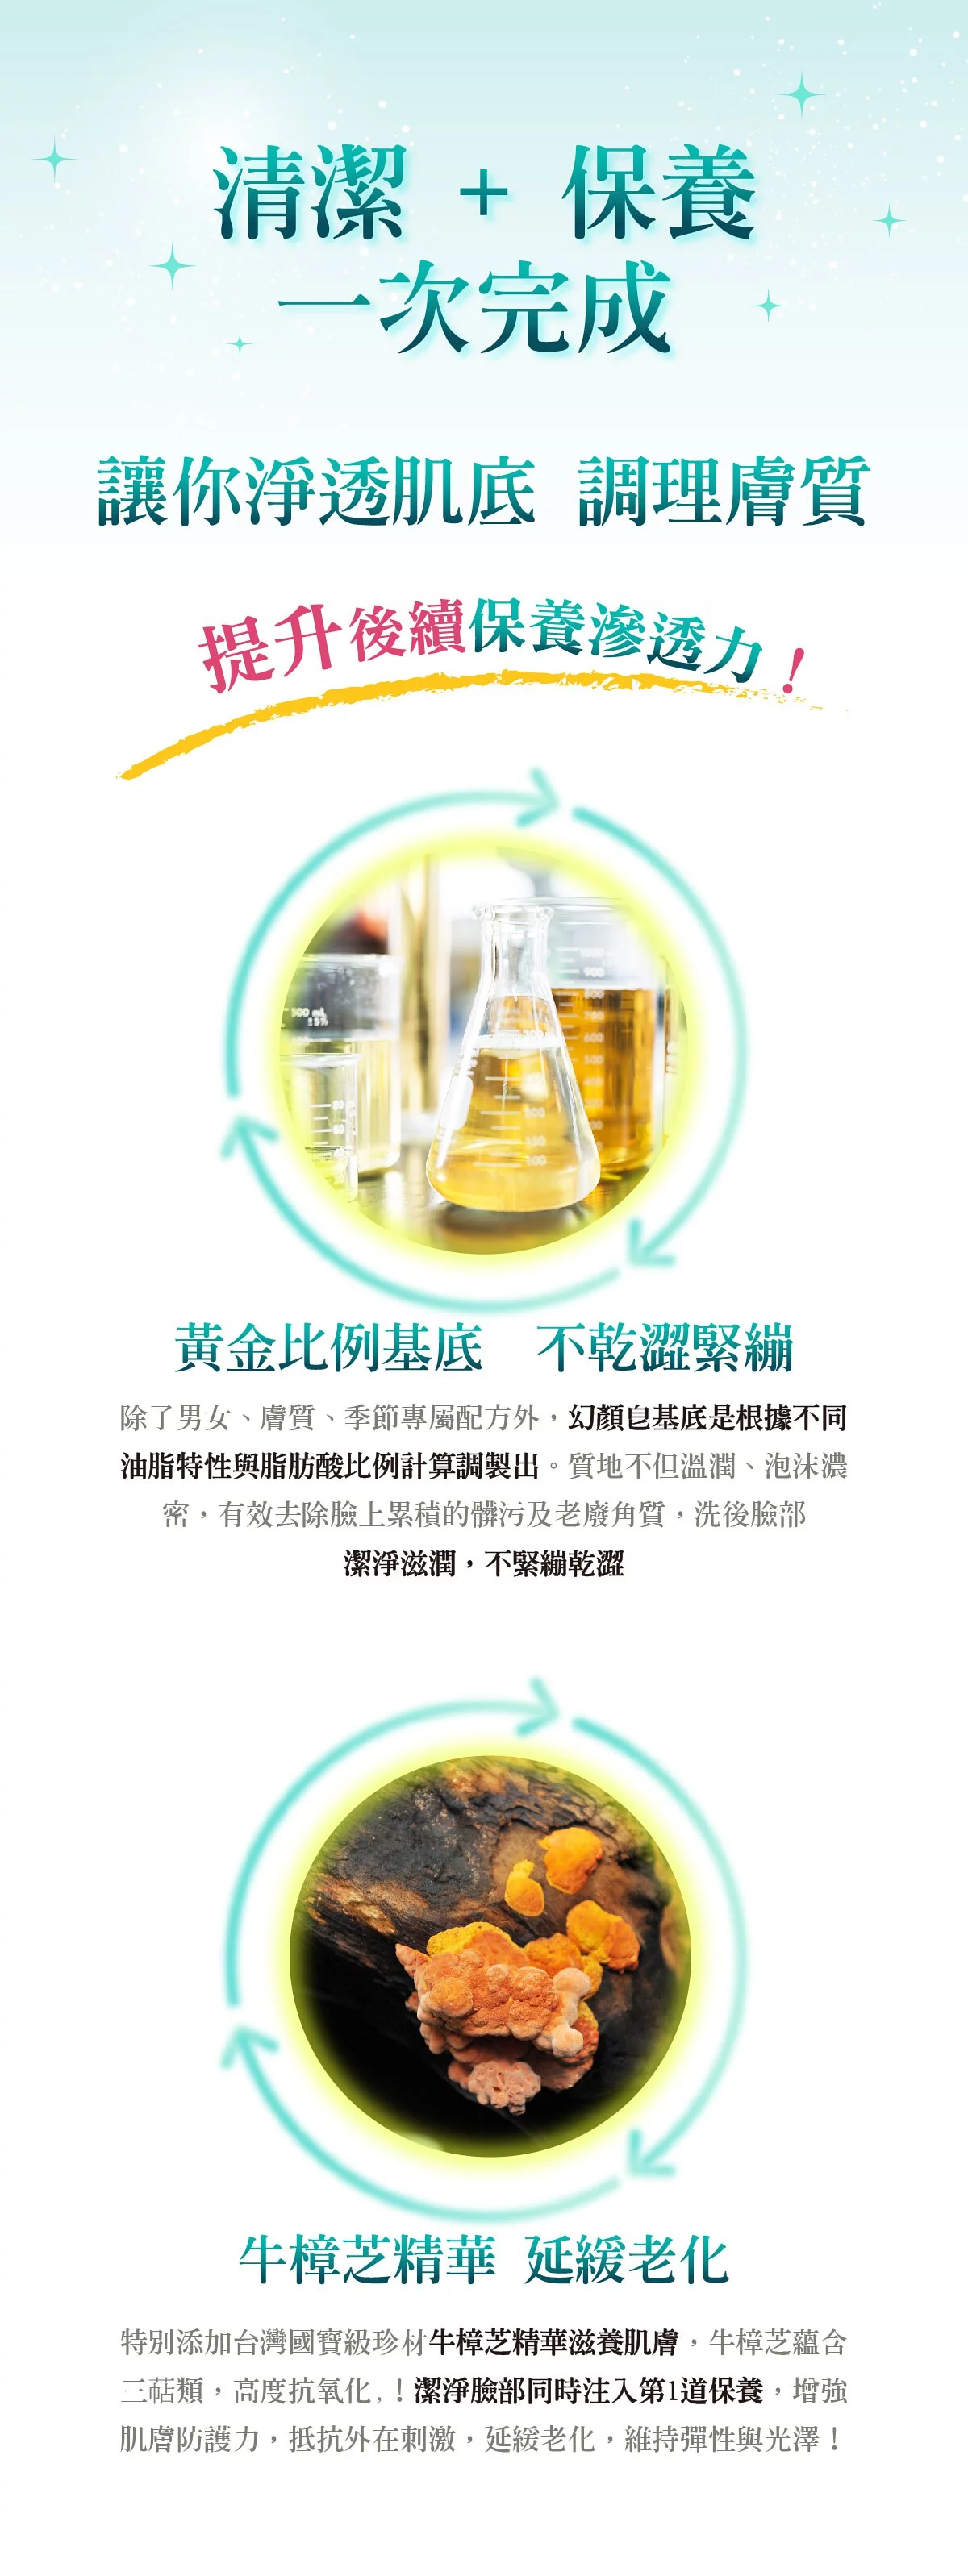 清潔 + 保養
一次完成
讓你淨透肌底 調理膚質
提升後續保養滲透力!
黃金比例基底 不乾澀緊繃
除了男女、膚質、季節專屬配方外，幻顏皂基底是根據不同
油脂特性與脂肪酸比例計算調製出。質地不但溫潤、泡沫濃
密，有效去除臉上累積的髒污及老廢角質，洗後臉部
潔淨滋潤，不緊繃乾澀
牛樟芝精華 延緩老化
特別添加台灣國寶級珍材牛樟芝精華滋養肌膚，牛樟芝蘊含
三萜類，高度抗氧化,！潔淨臉部同時注入第1道保養，增強
肌膚防護力，抵抗外在刺激，延緩老化，維持彈性與光澤！